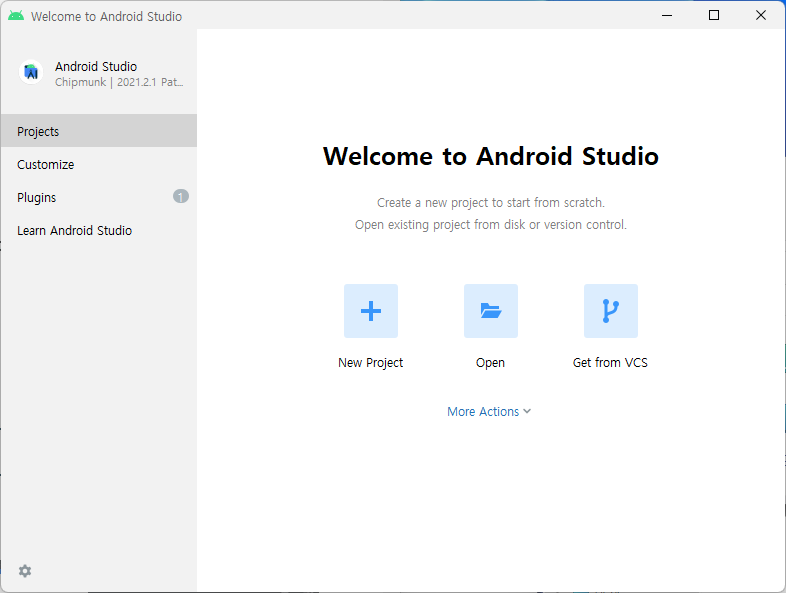 Welcome to Android Studio
Android Studio
Chipmunk | 2021.2.1 Pat...
Projects
Customize
Plugins
1
Learn Android Studio
Welcome to Android Studio
Create a new project to start from scratch.
Open existing project from disk or version control.
New Project
Open
Get from VCS
More Actions